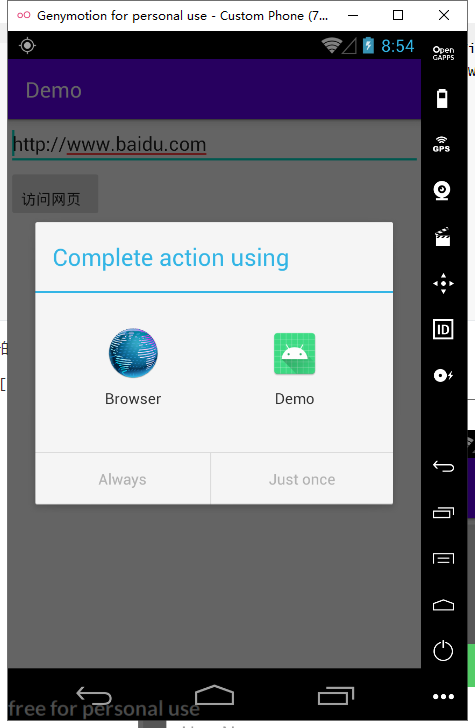 Genymotion for personal use - Custom Phone (7...
Open
GAPPS
8:54
Demo
GPS
http://www.baidu.com
访问网页
Complete action using
ID
Browser
Demo
Always
Just once
free for personal use